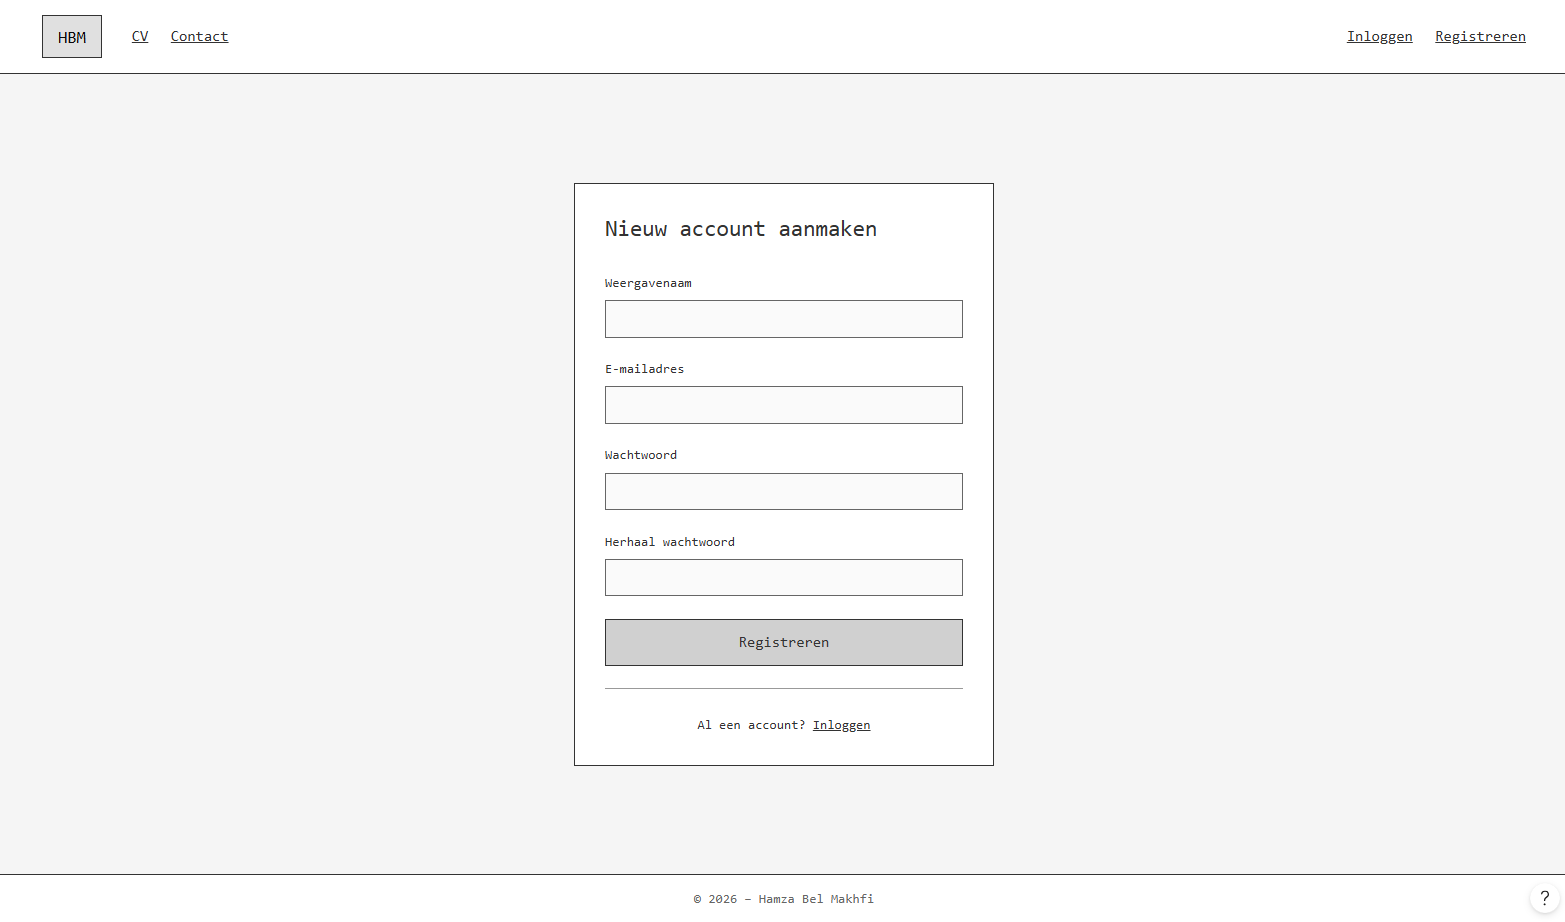 HBM CV Contact Inloggen Registreren
Nieuw account aanmaken
Weergavenaam
E-mailadres
Wachtwoord
Herhaal wachtwoord
Registreren
Al een account? Inloggen
© 2026 – Hamza Bel Makhfi
?